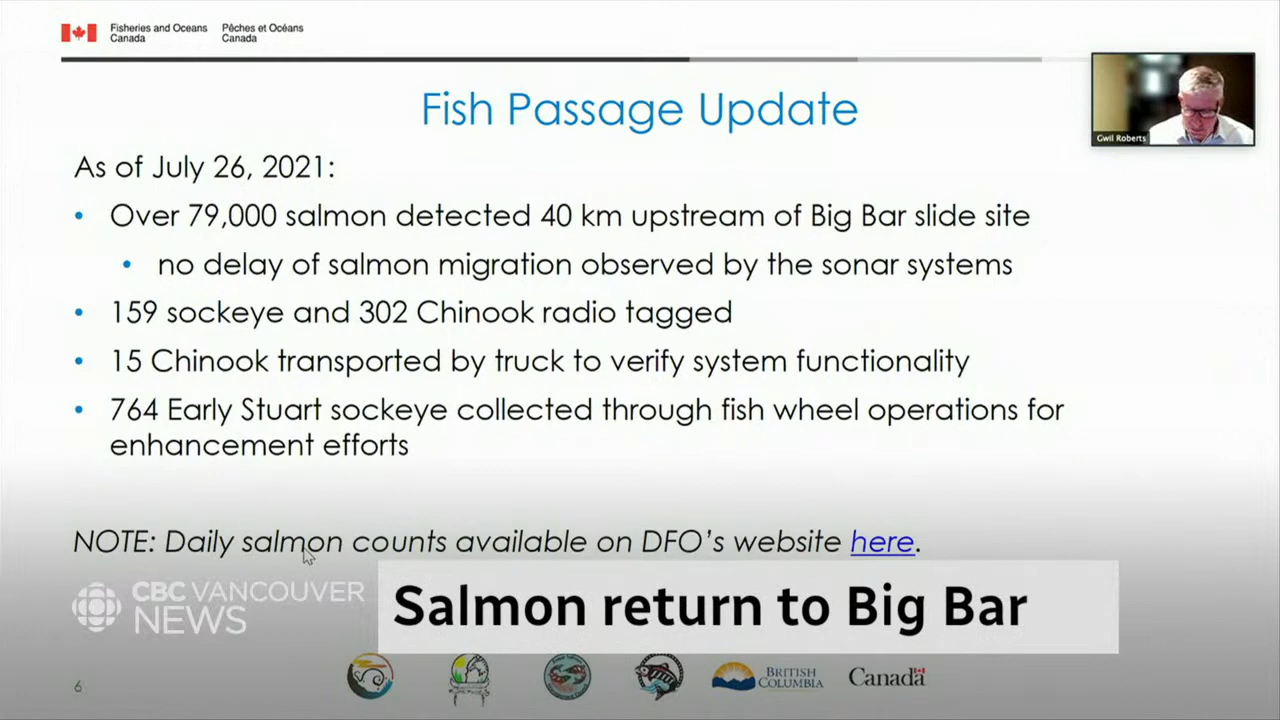 Fisheries and Oceans Pêches et Océans
Canada Canada
Fish Passage Update
Gwil Roberts
As of July 26, 2021:
• Over 79,000 salmon detected 40 km upstream of Big Bar slide site
• no delay of salmon migration observed by the sonar systems
• 159 sockeye and 302 Chinook radio tagged
• 15 Chinook transported by truck to verify system functionality
• 764 Early Stuart sockeye collected through fish wheel operations for
enhancement efforts
NOTE: Daily salmon counts available on DFO's website here.
CBC VANCOUVER
NEWS
Salmon return to Big Bar
6
BRITISH
COLUMBIA
Canada